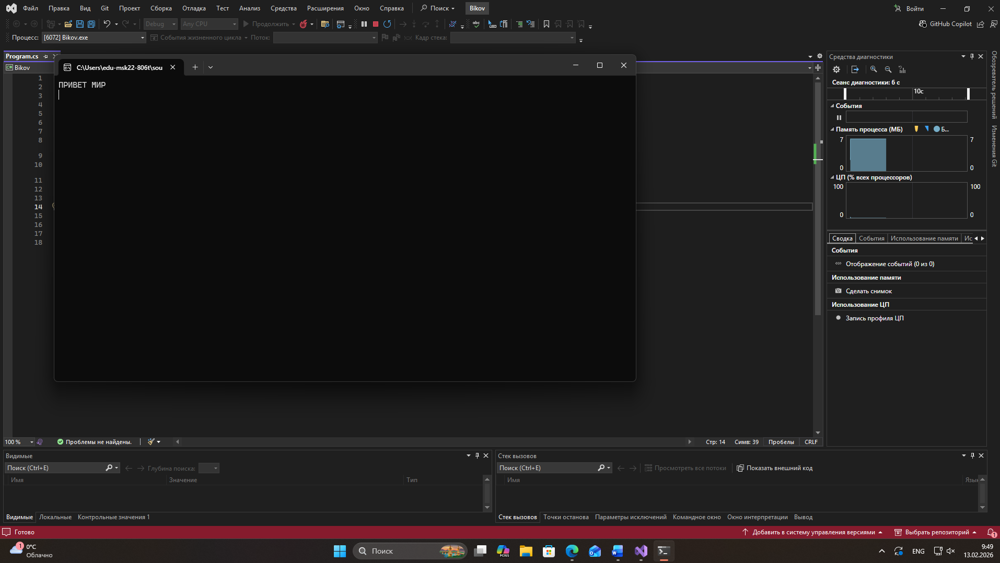 Файл Правка Вид Git Проект Сборка Отладка Тест Анализ Средства Расширения Окно Справка Поиск Bikov Войти
Debug Any CPU Продолжить GitHub Copilot
Процесс: [6072] Bikov.exe События жизненного цикла Поток: Кадр стека:
Program.cs
Bikov
C:\Users\edu-msk22-806t\sou
ПРИВЕТ МИР
1
2
3
4
5
6
7
8
9
10
11
12
13
14
15
16
17
18
Средства диагностики
Сеанс диагностики: 6 с
10с
События
Память процесса (МБ) Б...
7 7
0 0
ЦП (% всех процессоров)
100 100
0 0
Сводка События Использование памяти Ис
События
Отображение событий (0 из 0)
Использование памяти
Сделать снимок
Использование ЦП
Запись профиля ЦП
Обозреватель решений
Изменения Git
100 % Проблемы не найдены. Стр: 14 Симв: 39 Пробелы CRLF
Видимые
Поиск (Ctrl+E) Глубина поиска:
Имя Значение Тип
Видимые Локальные Контрольные значения 1
Стек вызовов
Поиск (Ctrl+E) Просмотреть все потоки Показать внешний код
Имя Язык
Стек вызовов Точки останова Параметры исключений Командное окно Окно интерпретации Вывод
Готово Добавить в систему управления версиями Выбрать репозиторий 1
1 0°C
Облачно
Поиск
M365
ENG
9:49
13.02.2026